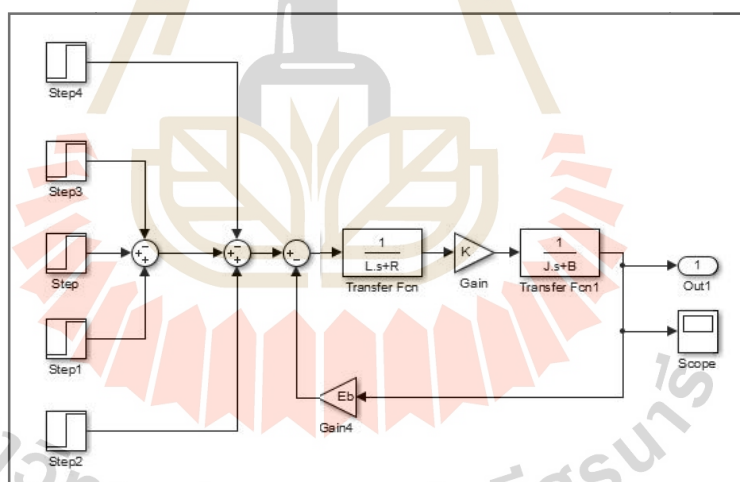 Step4
Step3
Step
Step1
Step2
1
L.s+R
Transfer Fcn
K
Gain
1
J.s+B
Transfer Fcn1
1
Out1
Scope
Eb
Gain4